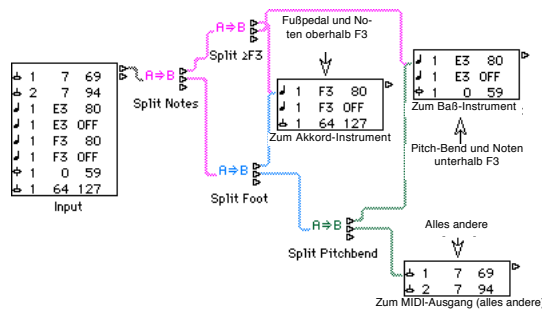 Fußpedal und No-
ten oberhalb F3
A⇒B
Split ≥F3
A⇒B
Split Notes
1 7 69
2 7 94
1 E3 80
1 E3 OFF
1 F3 80
1 F3 OFF
1 0 59
1 64 127
Input
1 F3 80
1 F3 OFF
1 64 127
Zum Akkord-Instrument
1 E3 80
1 E3 OFF
1 0 59
Zum Baß-Instrument
Pitch-Bend und Noten
unterhalb F3
A⇒B
Split Foot
A⇒B
Split Pitchbend
Alles andere
1 7 69
2 7 94
Zum MIDI-Ausgang (alles andere)